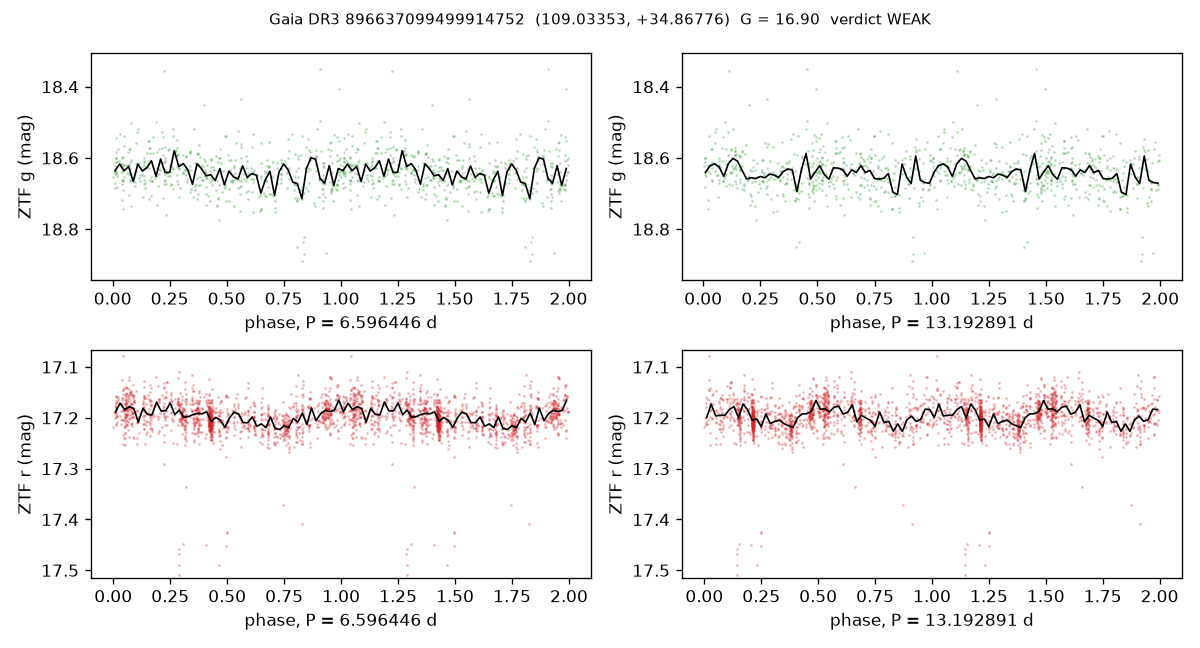 Gaia DR3 896637099499914752 (109.03353, +34.86776) G = 16.90 verdict WEAK
ZTF g (mag)
18.4
18.6
18.8
0.00 0.25 0.50 0.75 1.00 1.25 1.50 1.75 2.00
phase, P = 6.596446 d
ZTF g (mag)
18.4
18.6
18.8
0.00 0.25 0.50 0.75 1.00 1.25 1.50 1.75 2.00
phase, P = 13.192891 d
ZTF r (mag)
17.1
17.2
17.3
17.4
17.5
0.00 0.25 0.50 0.75 1.00 1.25 1.50 1.75 2.00
phase, P = 6.596446 d
ZTF r (mag)
17.1
17.2
17.3
17.4
17.5
0.00 0.25 0.50 0.75 1.00 1.25 1.50 1.75 2.00
phase, P = 13.192891 d